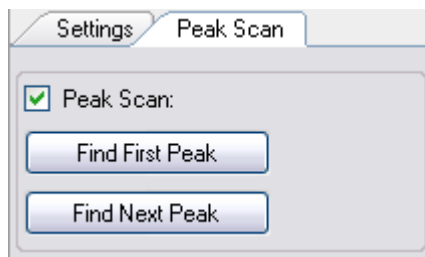 Settings Peak Scan
Peak Scan:
Find First Peak
Find Next Peak